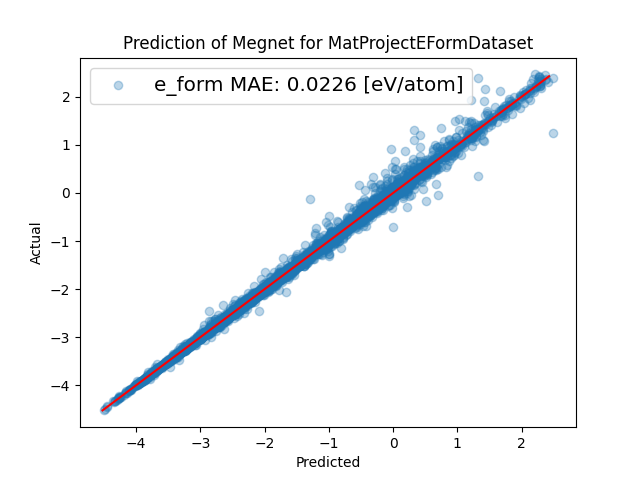 Prediction of Megnet for MatProjectEFormDataset
e_form MAE: 0.0226 [eV/atom]
2
1
0
−1
−2
−3
−4
Actual
−4 −3 −2 −1 0 1 2
Predicted